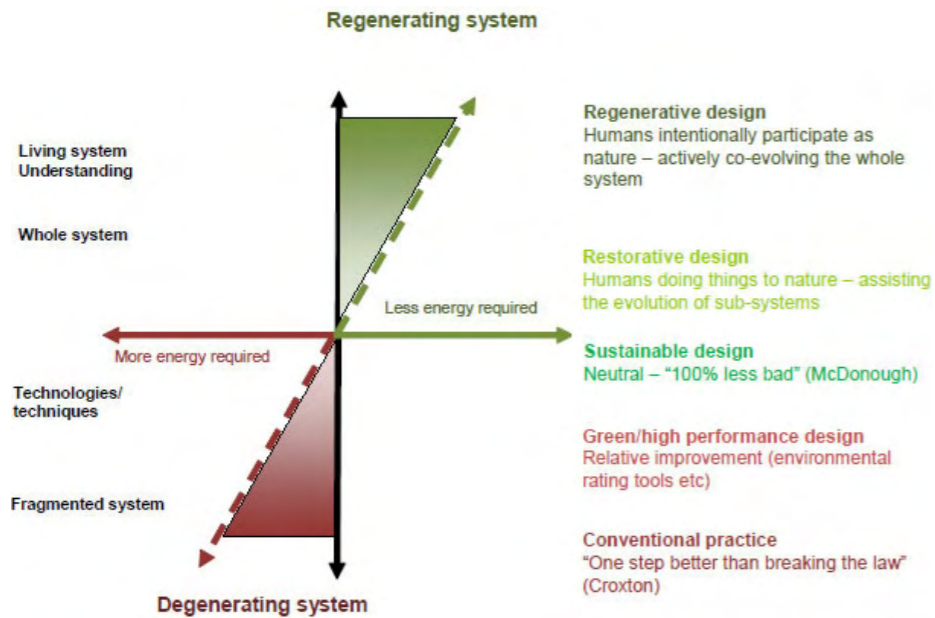 Regenerating system
Living system
Understanding
Whole system
Less energy required
More energy required
Technologies/
techniques
Fragmented system
Degenerating system
Regenerative design
Humans intentionally participate as
nature – actively co-evolving the whole
system
Restorative design
Humans doing things to nature – assisting
the evolution of sub-systems
Sustainable design
Neutral – “100% less bad” (McDonough)
Green/high performance design
Relative improvement (environmental
rating tools etc)
Conventional practice
“One step better than breaking the law”
(Croxton)